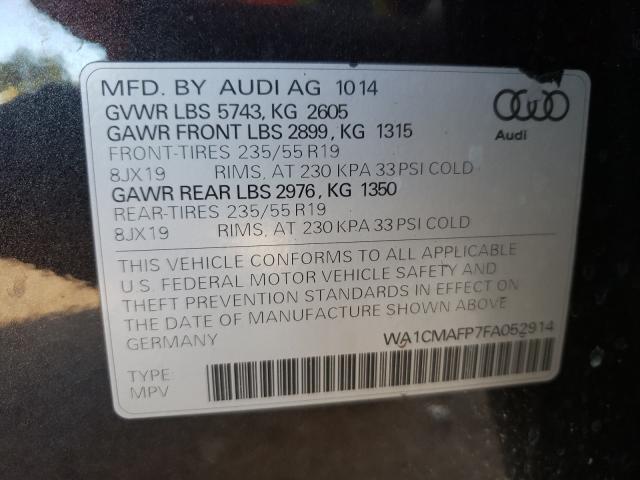 MFD. BY AUDI AG 1014
GVWR LBS 5743, KG 2605
GAWR FRONT LBS 2899, KG 1315
FRONT-TIRES 235/55 R19
8JX19 RIMS, AT 230 KPA 33 PSI COLD
GAWR REAR LBS 2976, KG 1350
REAR-TIRES 235/55 R19
8JX19 RIMS, AT 230 KPA 33 PSI COLD
Audi
THIS VEHICLE CONFORMS TO ALL APPLICABLE
U.S. FEDERAL MOTOR VEHICLE SAFETY AND
THEFT PREVENTION STANDARDS IN EFFECT ON
THE DATE OF MANUFACTURE SHOWN ABOVE
GERMANY
WA1CMAFP7FA052914
TYPE:
MPV